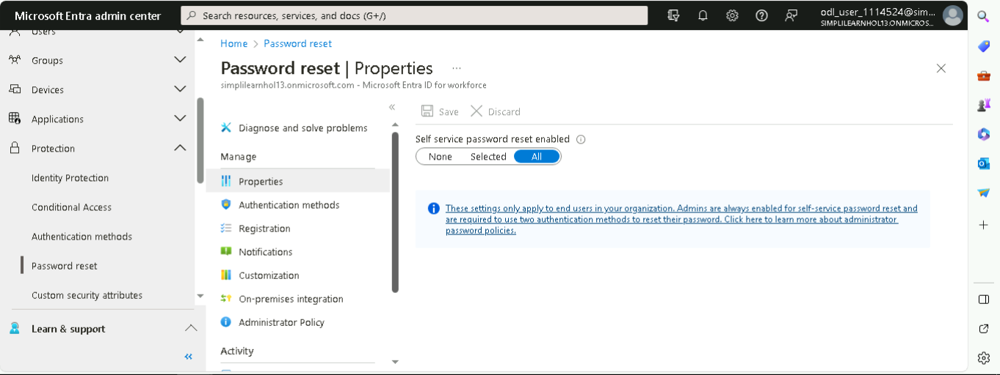 Microsoft Entra admin center
Search resources, services, and docs (G+/)
odl_user_1114524@sim...
SIMPLILEARNHOL13.ONMICROS...
Users
Groups
Devices
Applications
Protection
Identity Protection
Conditional Access
Authentication methods
Password reset
Custom security attributes
Learn & support
Home > Password reset
Password reset | Properties ...
simplilearnhol13.onmicrosoft.com - Microsoft Entra ID for workforce
Diagnose and solve problems
Manage
Properties
Authentication methods
Registration
Notifications
Customization
On-premises integration
Administrator Policy
Activity
Save Discard
Self service password reset enabled
None Selected All
These settings only apply to end users in your organization. Admins are always enabled for self-service password reset and
are required to use two authentication methods to reset their password. Click here to learn more about administrator
password policies.